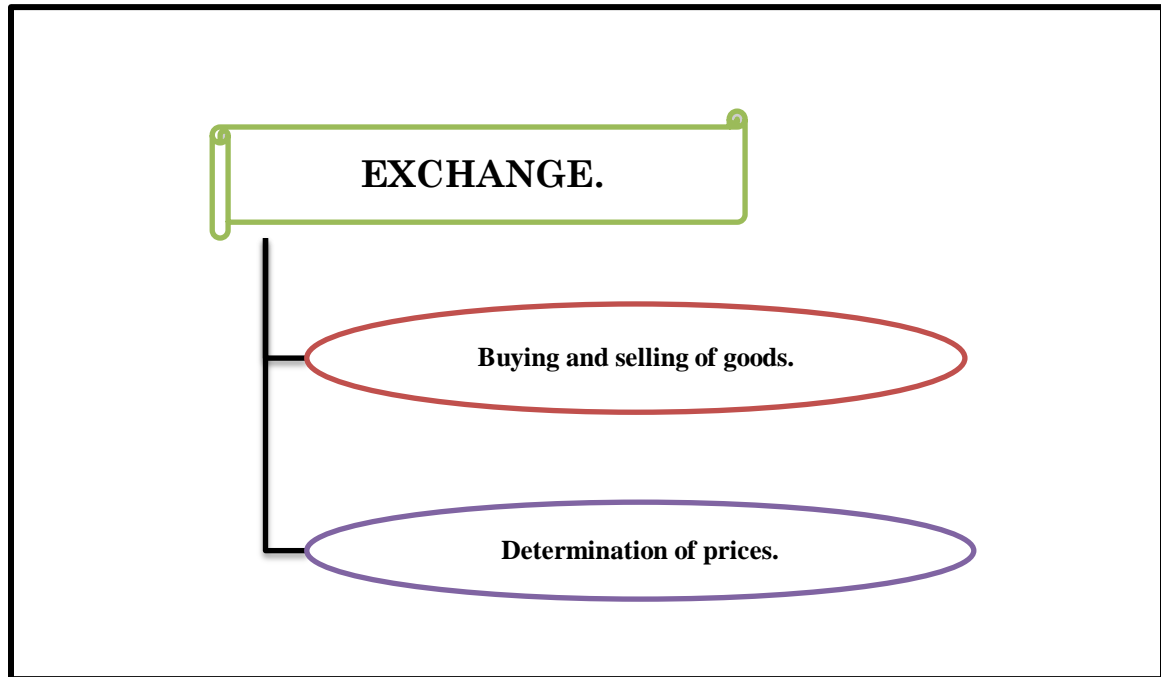 EXCHANGE.
Buying and selling of goods.
Determination of prices.